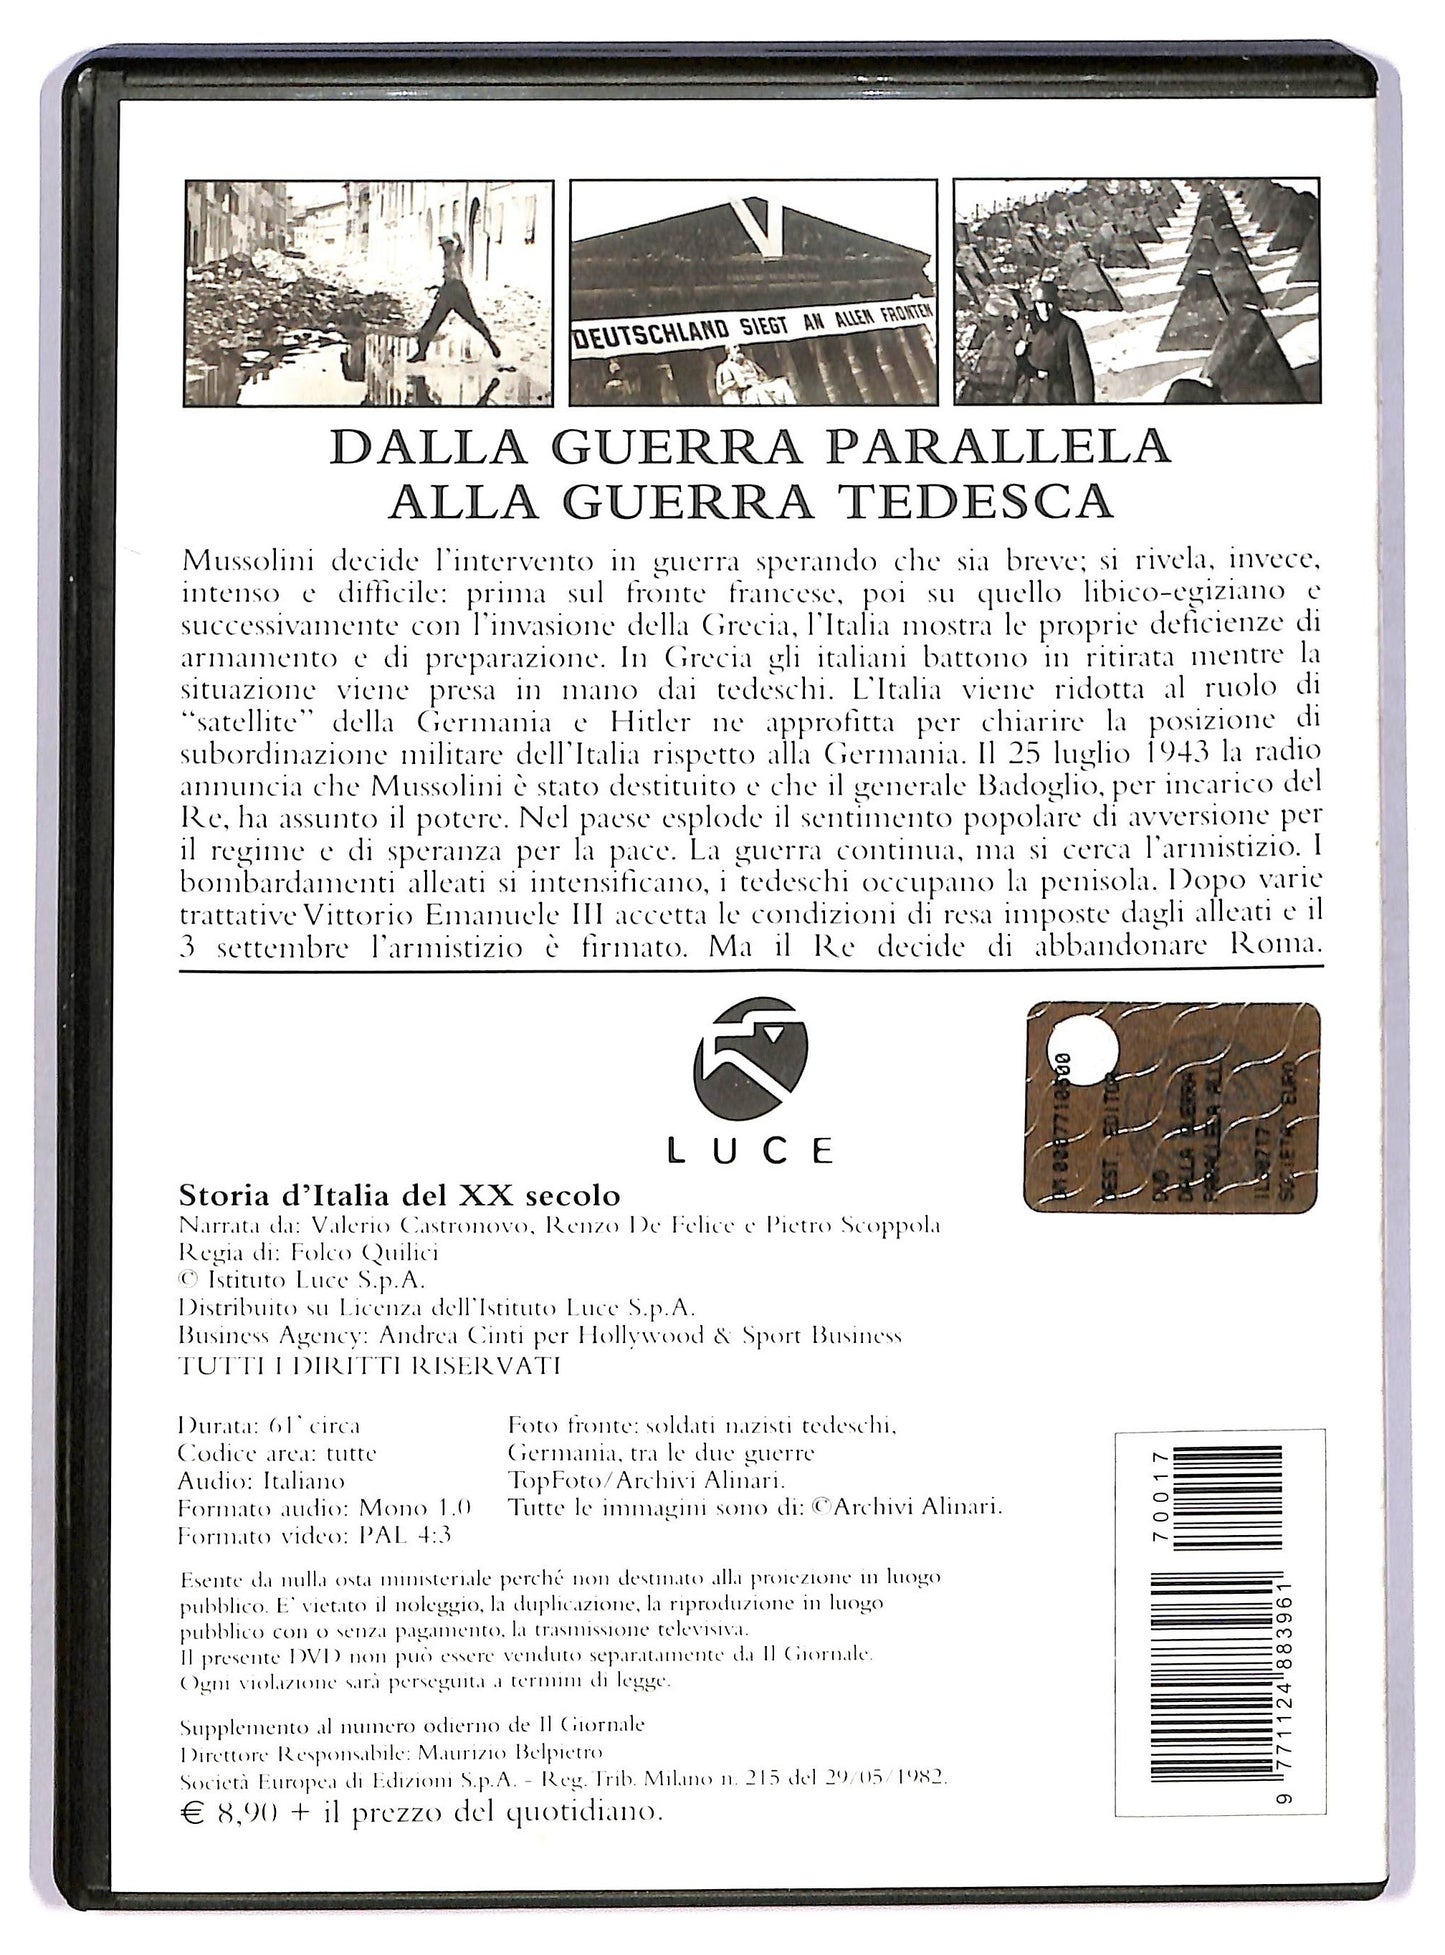 DEUTSCHLAND SIEGT AN ALLEN FRONTEN
DALLA GUERRA PARALLELA
ALLA GUERRA TEDESCA
Mussolini decide l'intervento in guerra sperando che sia breve; si rivela, invece,
intenso e difficile: prima sul fronte francese, poi su quello libico-egiziano e
successivamente con l'invasione della Grecia, l'Italia mostra le proprie deficienze di
armamento e di preparazione. In Grecia gli italiani battono in ritirata mentre la
situazione viene presa in mano dai tedeschi. L'Italia viene ridotta al ruolo di
“satellite” della Germania e Hitler ne approfitta per chiarire la posizione di
subordinazione militare dell'Italia rispetto alla Germania. Il 25 luglio 1943 la radio
annuncia che Mussolini è stato destituito e che il generale Badoglio, per incarico del
Re, ha assunto il potere. Nel paese esplode il sentimento popolare di avversione per
il regime e di speranza per la pace. La guerra continua, ma si cerca l'armistizio. I
bombardamenti alleati si intensificano, i tedeschi occupano la penisola. Dopo varie
trattative Vittorio Emanuele III accetta le condizioni di resa imposte dagli alleati e il
3 settembre l'armistizio è firmato. Ma il Re decide di abbandonare Roma.
LUCE
DEST. EDITOR
DVD
DALLA GUERRA
PARALLELA ALL
SOCIETA' EURO
Storia d'Italia del XX secolo
Narrata da: Valerio Castronovo, Renzo De Felice e Pietro Scoppola
Regia di: Folco Quilici
© Istituto Luce S.p.A.
Distribuito su Licenza dell'Istituto Luce S.p.A.
Business Agency: Andrea Cinti per Hollywood & Sport Business
TUTTI I DIRITTI RISERVATI
Durata: 61' circa
Codice area: tutte
Audio: Italiano
Formato audio: Mono 1.0
Formato video: PAL 4:3
Foto fronte: soldati nazisti tedeschi,
Germania, tra le due guerre
TopFoto/Archivi Alinari.
Tutte le immagini sono di: ©Archivi Alinari.
Esente da nulla osta ministeriale perché non destinato alla proiezione in luogo
pubblico. E' vietato il noleggio, la duplicazione, la riproduzione in luogo
pubblico con o senza pagamento, la trasmissione televisiva.
Il presente DVD non può essere venduto separatamente da Il Giornale.
Ogni violazione sarà perseguita a termini di legge.
Supplemento al numero odierno de Il Giornale
Direttore Responsabile: Maurizio Belpietro
Società Europea di Edizioni S.p.A. - Reg. Trib. Milano n. 215 del 29/05/1982.
€ 8,90 + il prezzo del quotidiano.
70017
9 771124 883961